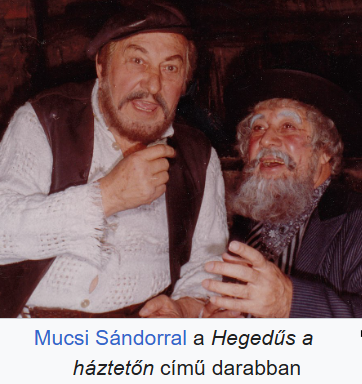 Mucsi Sándorral a Hegedűs a
háztetőn című darabban